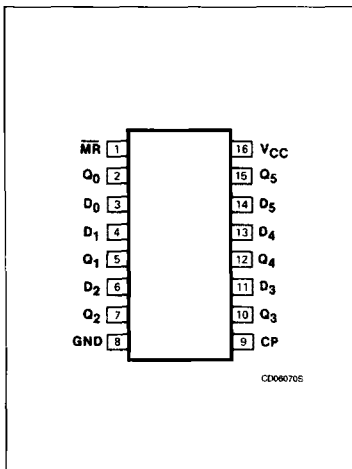 MR 1 16 VCC
Q0 2 15 Q5
D0 3 14 D5
D1 4 13 D4
Q1 5 12 Q4
D2 6 11 D3
Q2 7 10 Q3
GND 8 9 CP
CD06070S